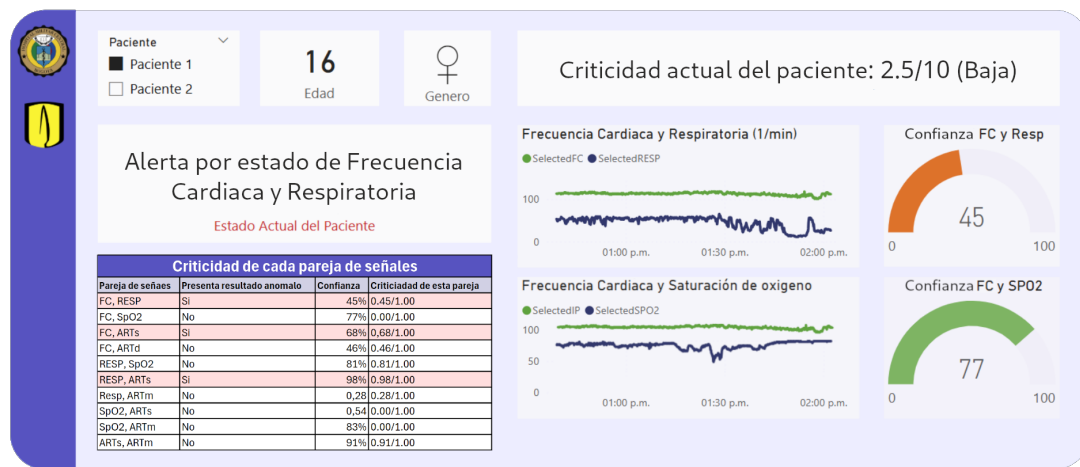 Paciente
Paciente 1
Paciente 2
16
Edad
Genero
Criticidad actual del paciente: 2.5/10 (Baja)
Alerta por estado de Frecuencia
Cardiaca y Respiratoria
Estado Actual del Paciente
Criticidad de cada pareja de señales
Pareja de señaes Presenta resultado anomalo Confianza Criticiadad de esta pareja
FC, RESP Si 45% 0.45/1.00
FC, SpO2 No 77% 0.00/1.00
FC, ARTs Si 68% 0,68/1.00
FC, ARTd No 46% 0.46/1.00
RESP, SpO2 No 81% 0.81/1.00
RESP, ARTs Si 98% 0.98/1.00
Resp, ARTm No 0,28 0.28/1.00
SpO2, ARTs No 0,54 0.00/1.00
SpO2, ARTm No 83% 0.00/1.00
ARTs, ARTm No 91% 0.91/1.00
Frecuencia Cardiaca y Respiratoria (1/min)
SelectedFC SelectedRESP
100
0
01:00 p.m. 01:30 p.m. 02:00 p.m.
Confianza FC y Resp
45
0 100
Frecuencia Cardiaca y Saturación de oxigeno
SelectedIP SelectedSPO2
100
50
0
01:00 p.m. 01:30 p.m. 02:00 p.m.
Confianza FC y SPO2
77
0 100